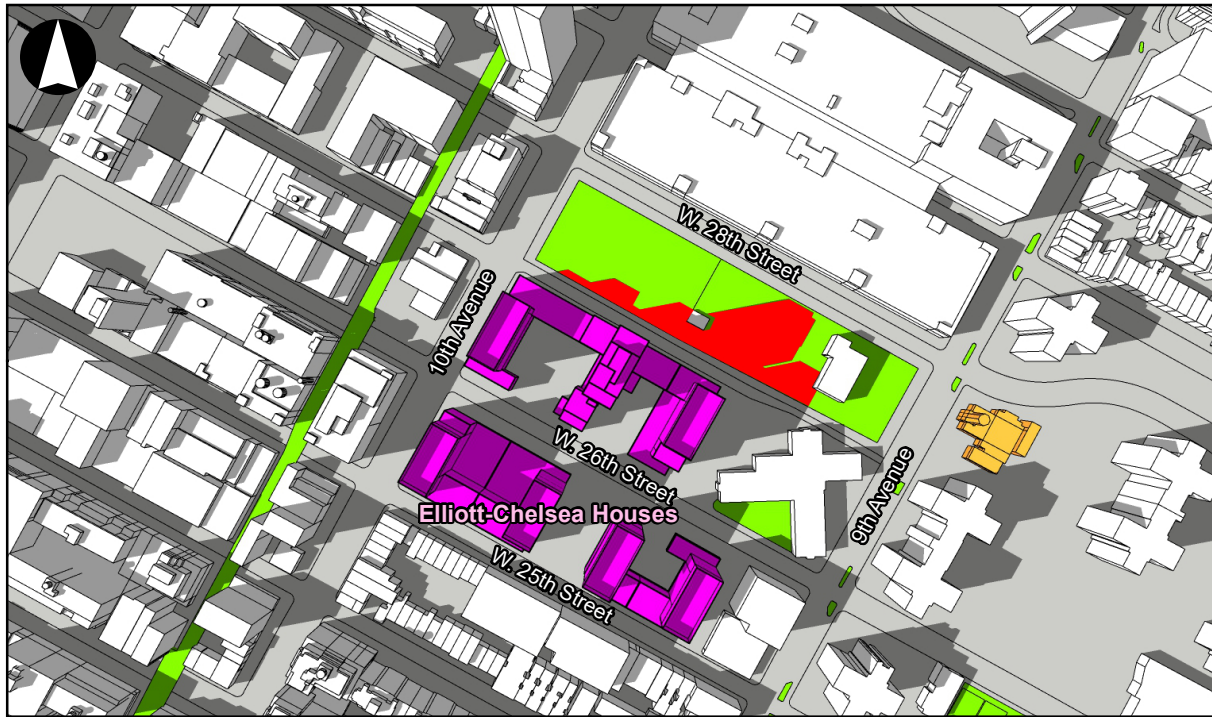 W. 28th Street
10th Avenue
W. 26th Street
9th Avenue
Elliott-Chelsea Houses
W. 25th Street